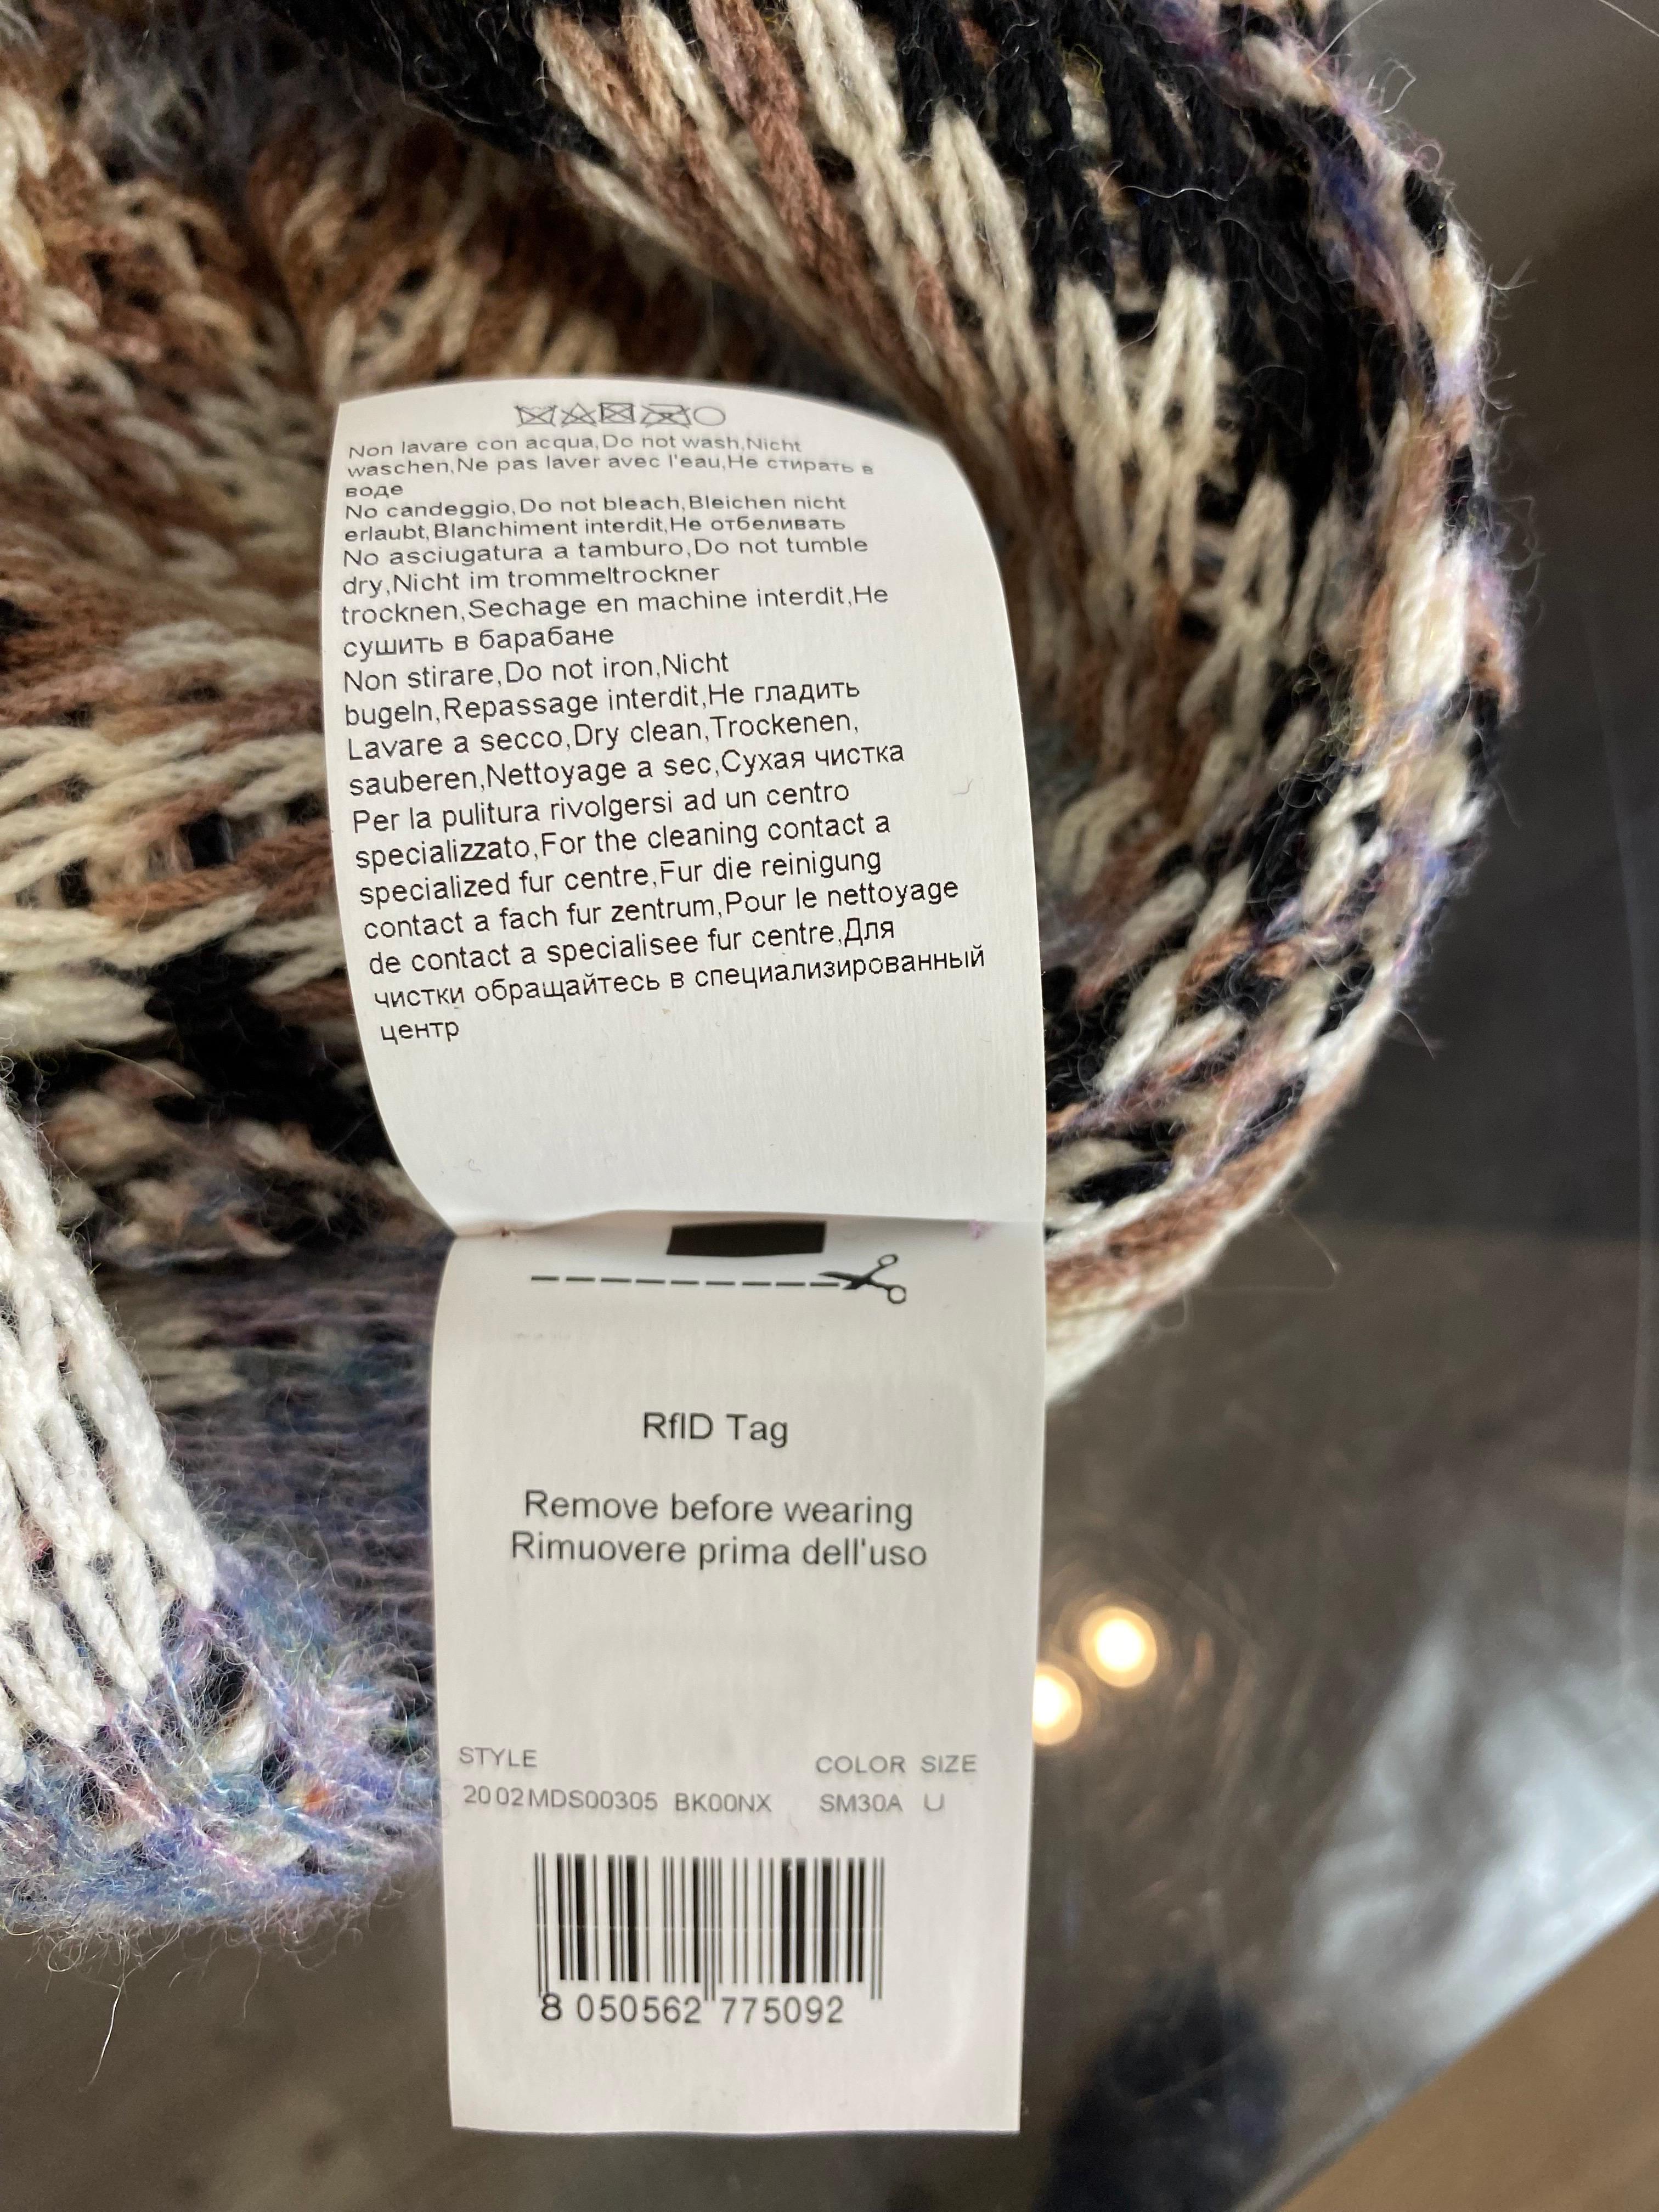 Non lavare con acqua,Do not wash,Nicht
waschen,Ne pas laver avec l'eau,Не стирать в
воде
No candeggio,Do not bleach,Bleichen nicht
erlaubt,Blanchiment interdit,Не отбеливать
No asciugatura a tamburo,Do not tumble
dry,Nicht im trommeltrockner
trocknen,Sechage en machine interdit,Не
сушить в барабане
Non stirare,Do not iron,Nicht
bugeln,Repassage interdit,Не гладить
Lavare a secco,Dry clean,Trockenen,
sauberen,Nettoyage a sec,Сухая чистка
Per la pulitura rivolgersi ad un centro
specializzato,For the cleaning contact a
specialized fur centre,Fur die reinigung
contact a fach fur zentrum,Pour le nettoyage
de contact a specialisee fur centre,Для
чистки обращайтесь в специализированный
центр
RfID Tag
Remove before wearing
Rimuovere prima dell'uso
STYLE COLOR SIZE
2002MDS00305 BK00NX SM30A U
8 050562 775092